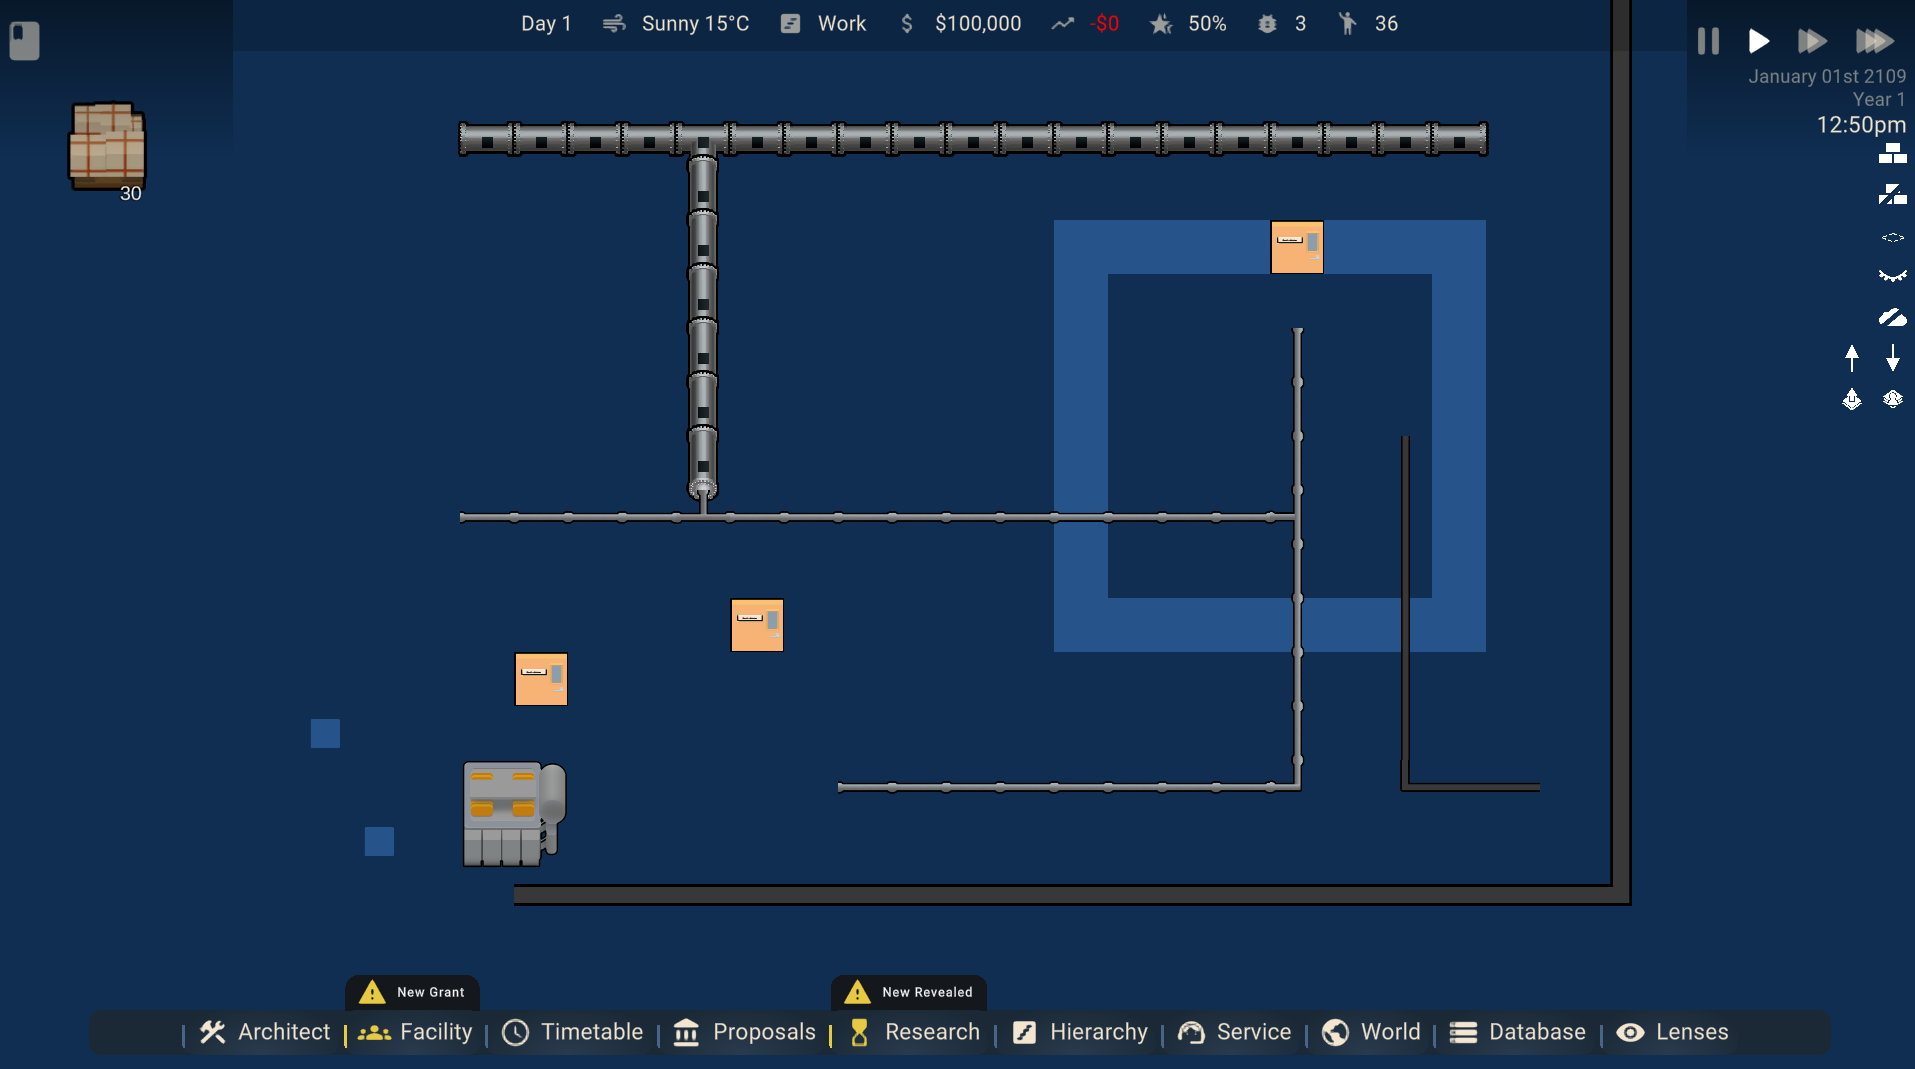 Day 1 Sunny 15°C Work $ $100,000 -$0 50% 3 36
January 01st 2109
Year 1
12:50pm
30
New Grant
New Revealed
Architect Facility Timetable Proposals Research Hierarchy Service World Database Lenses